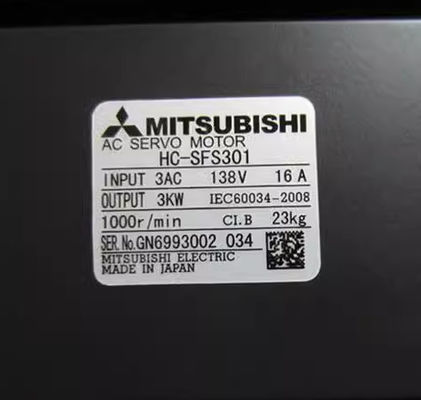 MITSUBISHI
AC SERVO MOTOR
HC-SFS301
INPUT 3AC 138V 16 A
OUTPUT 3KW IEC60034-2008
1000r/min CI.B 23kg
SER.No.GN6993002 034
MITSUBISHI ELECTRIC
MADE IN JAPAN